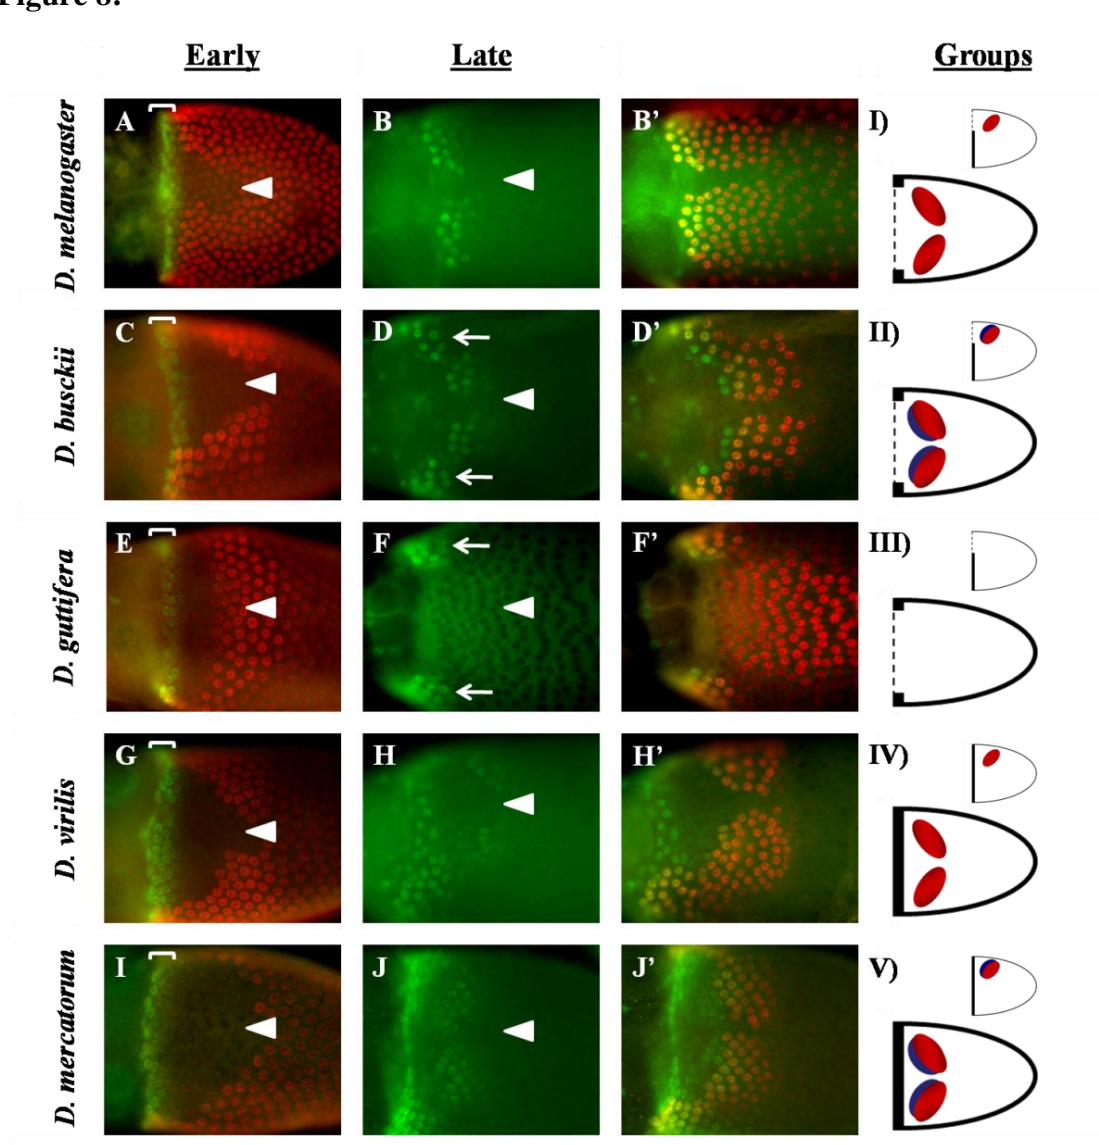 Figure 8.
Early Late Groups
D. melanogaster A B B' I)
D. busckii C D D' II)
D. guttifera E F F' III)
D. virilis G H H' IV)
D. mercatorum I J J' V)